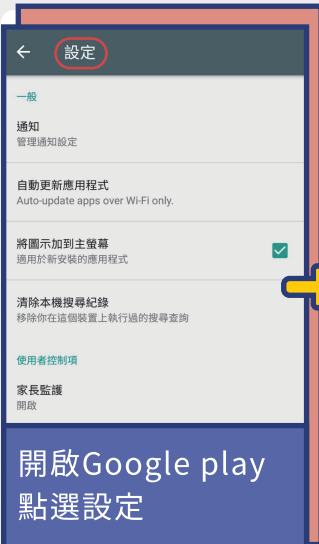 設定
一般
通知
管理通知設定
自動更新應用程式
Auto-update apps over Wi-Fi only.
將圖示加到主螢幕
適用於新安裝的應用程式
清除本機搜尋紀錄
移除你在這個裝置上執行過的搜尋查詢
使用者控制項
家長監護
開啟
開啟Google play
點選設定